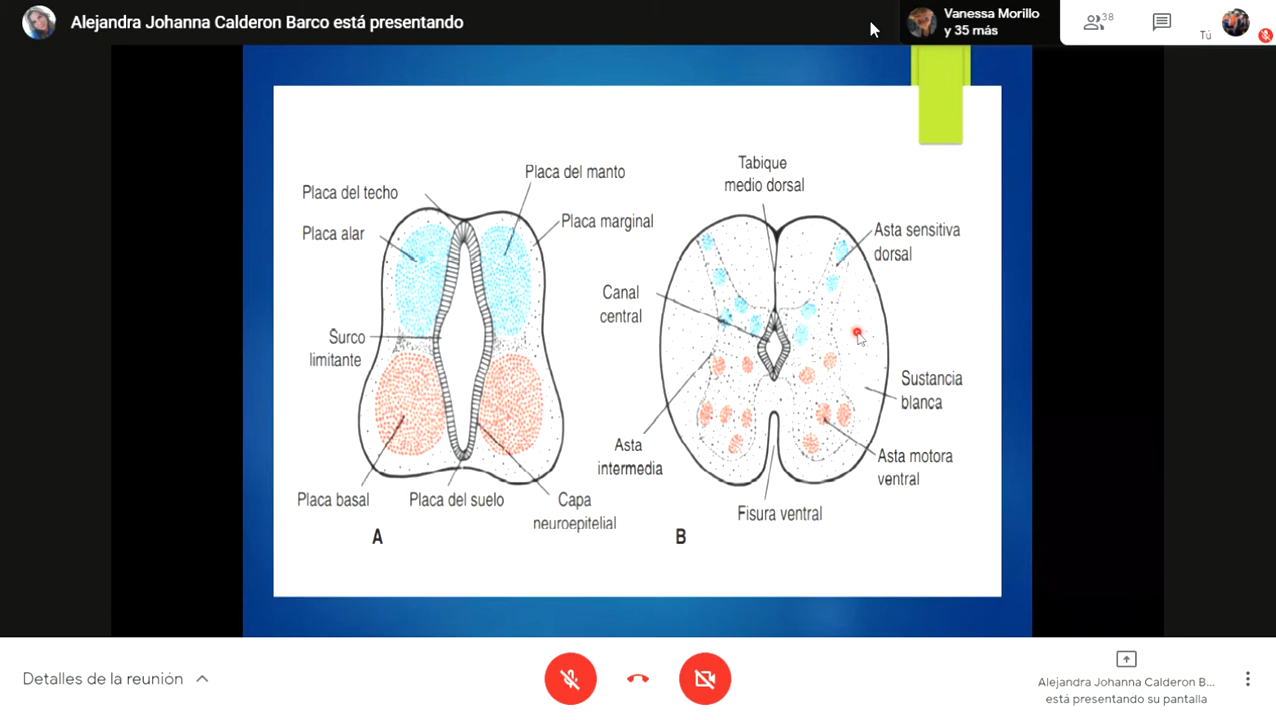 Alejandra Johanna Calderon Barco está presentando
Vanessa Morillo
y 35 más
38
Tú
Placa del techo
Placa alar
Surco
limitante
Placa basal
Placa del suelo
Capa
neuroepitelial
Placa del manto
Placa marginal
A
Tabique
medio dorsal
Asta sensitiva
dorsal
Canal
central
Sustancia
blanca
Asta
intermedia
Asta motora
ventral
Fisura ventral
B
Detalles de la reunión
Alejandra Johanna Calderon B...
está presentando su pantalla